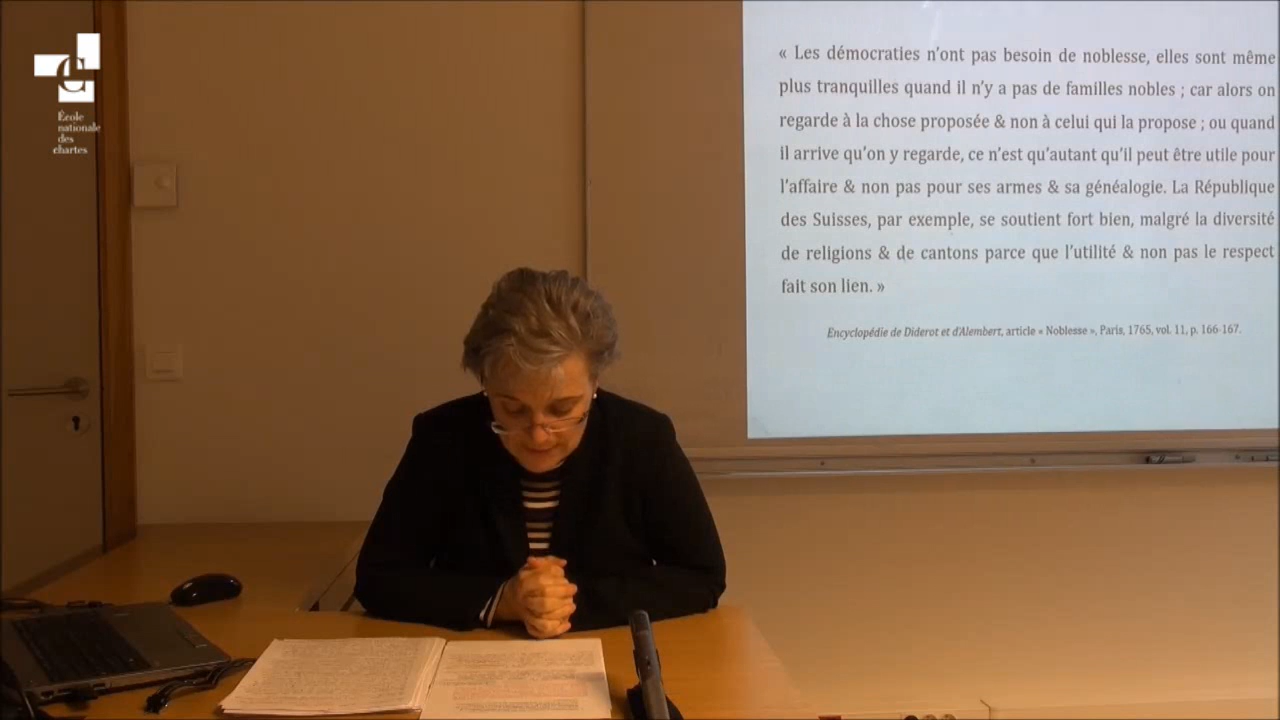 École
nationale
des
chartes
« Les démocraties n'ont pas besoin de noblesse, elles sont même
plus tranquilles quand il n'y a pas de familles nobles ; car alors on
regarde à la chose proposée & non à celui qui la propose ; ou quand
il arrive qu'on y regarde, ce n'est qu'autant qu'il peut être utile pour
l'affaire & non pas pour ses armes & sa généalogie. La République
des Suisses, par exemple, se soutient fort bien, malgré la diversité
de religions & de cantons parce que l'utilité & non pas le respect
fait son lien. »
Encyclopédie de Diderot et d'Alembert, article « Noblesse », Paris, 1765, vol. 11, p. 166-167.